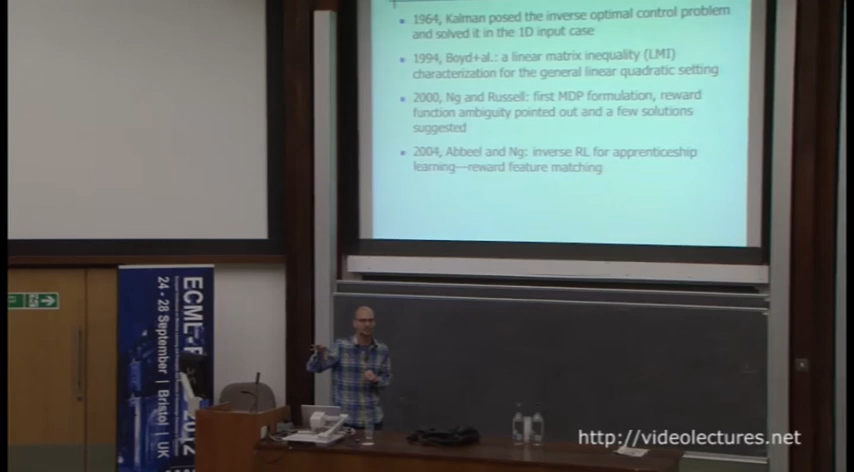 1964, Kalman posed the inverse optimal control problem
and solved it in the 1D input case
1994, Boyd+al.: a linear matrix inequality (LMI)
characterization for the general linear quadratic setting
2000, Ng and Russell: first MDP formulation, reward
function ambiguity pointed out and a few solutions
suggested
2004, Abbeel and Ng: inverse RL for apprenticeship
learning—reward feature matching
ECML-P
2012
24 - 28 September | Bristol | UK
http://videolectures.net